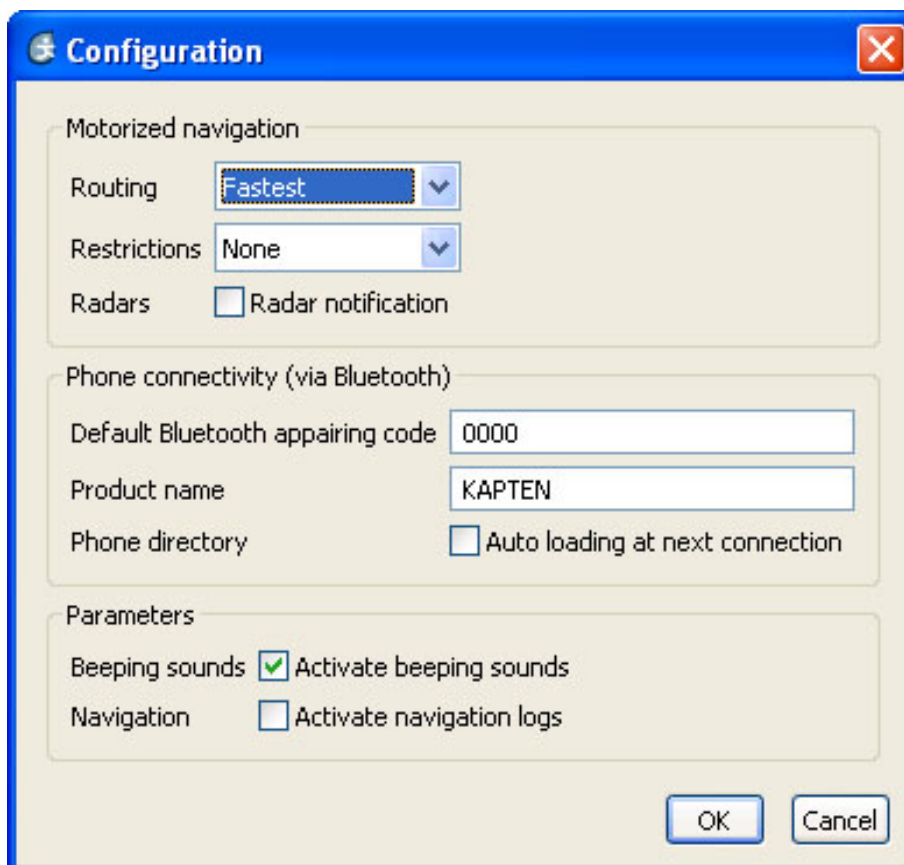 Configuration
Motorized navigation
Routing Fastest
Restrictions None
Radars Radar notification
Phone connectivity (via Bluetooth)
Default Bluetooth appairing code 0000
Product name KAPTEN
Phone directory Auto loading at next connection
Parameters
Beeping sounds Activate beeping sounds
Navigation Activate navigation logs
OK Cancel